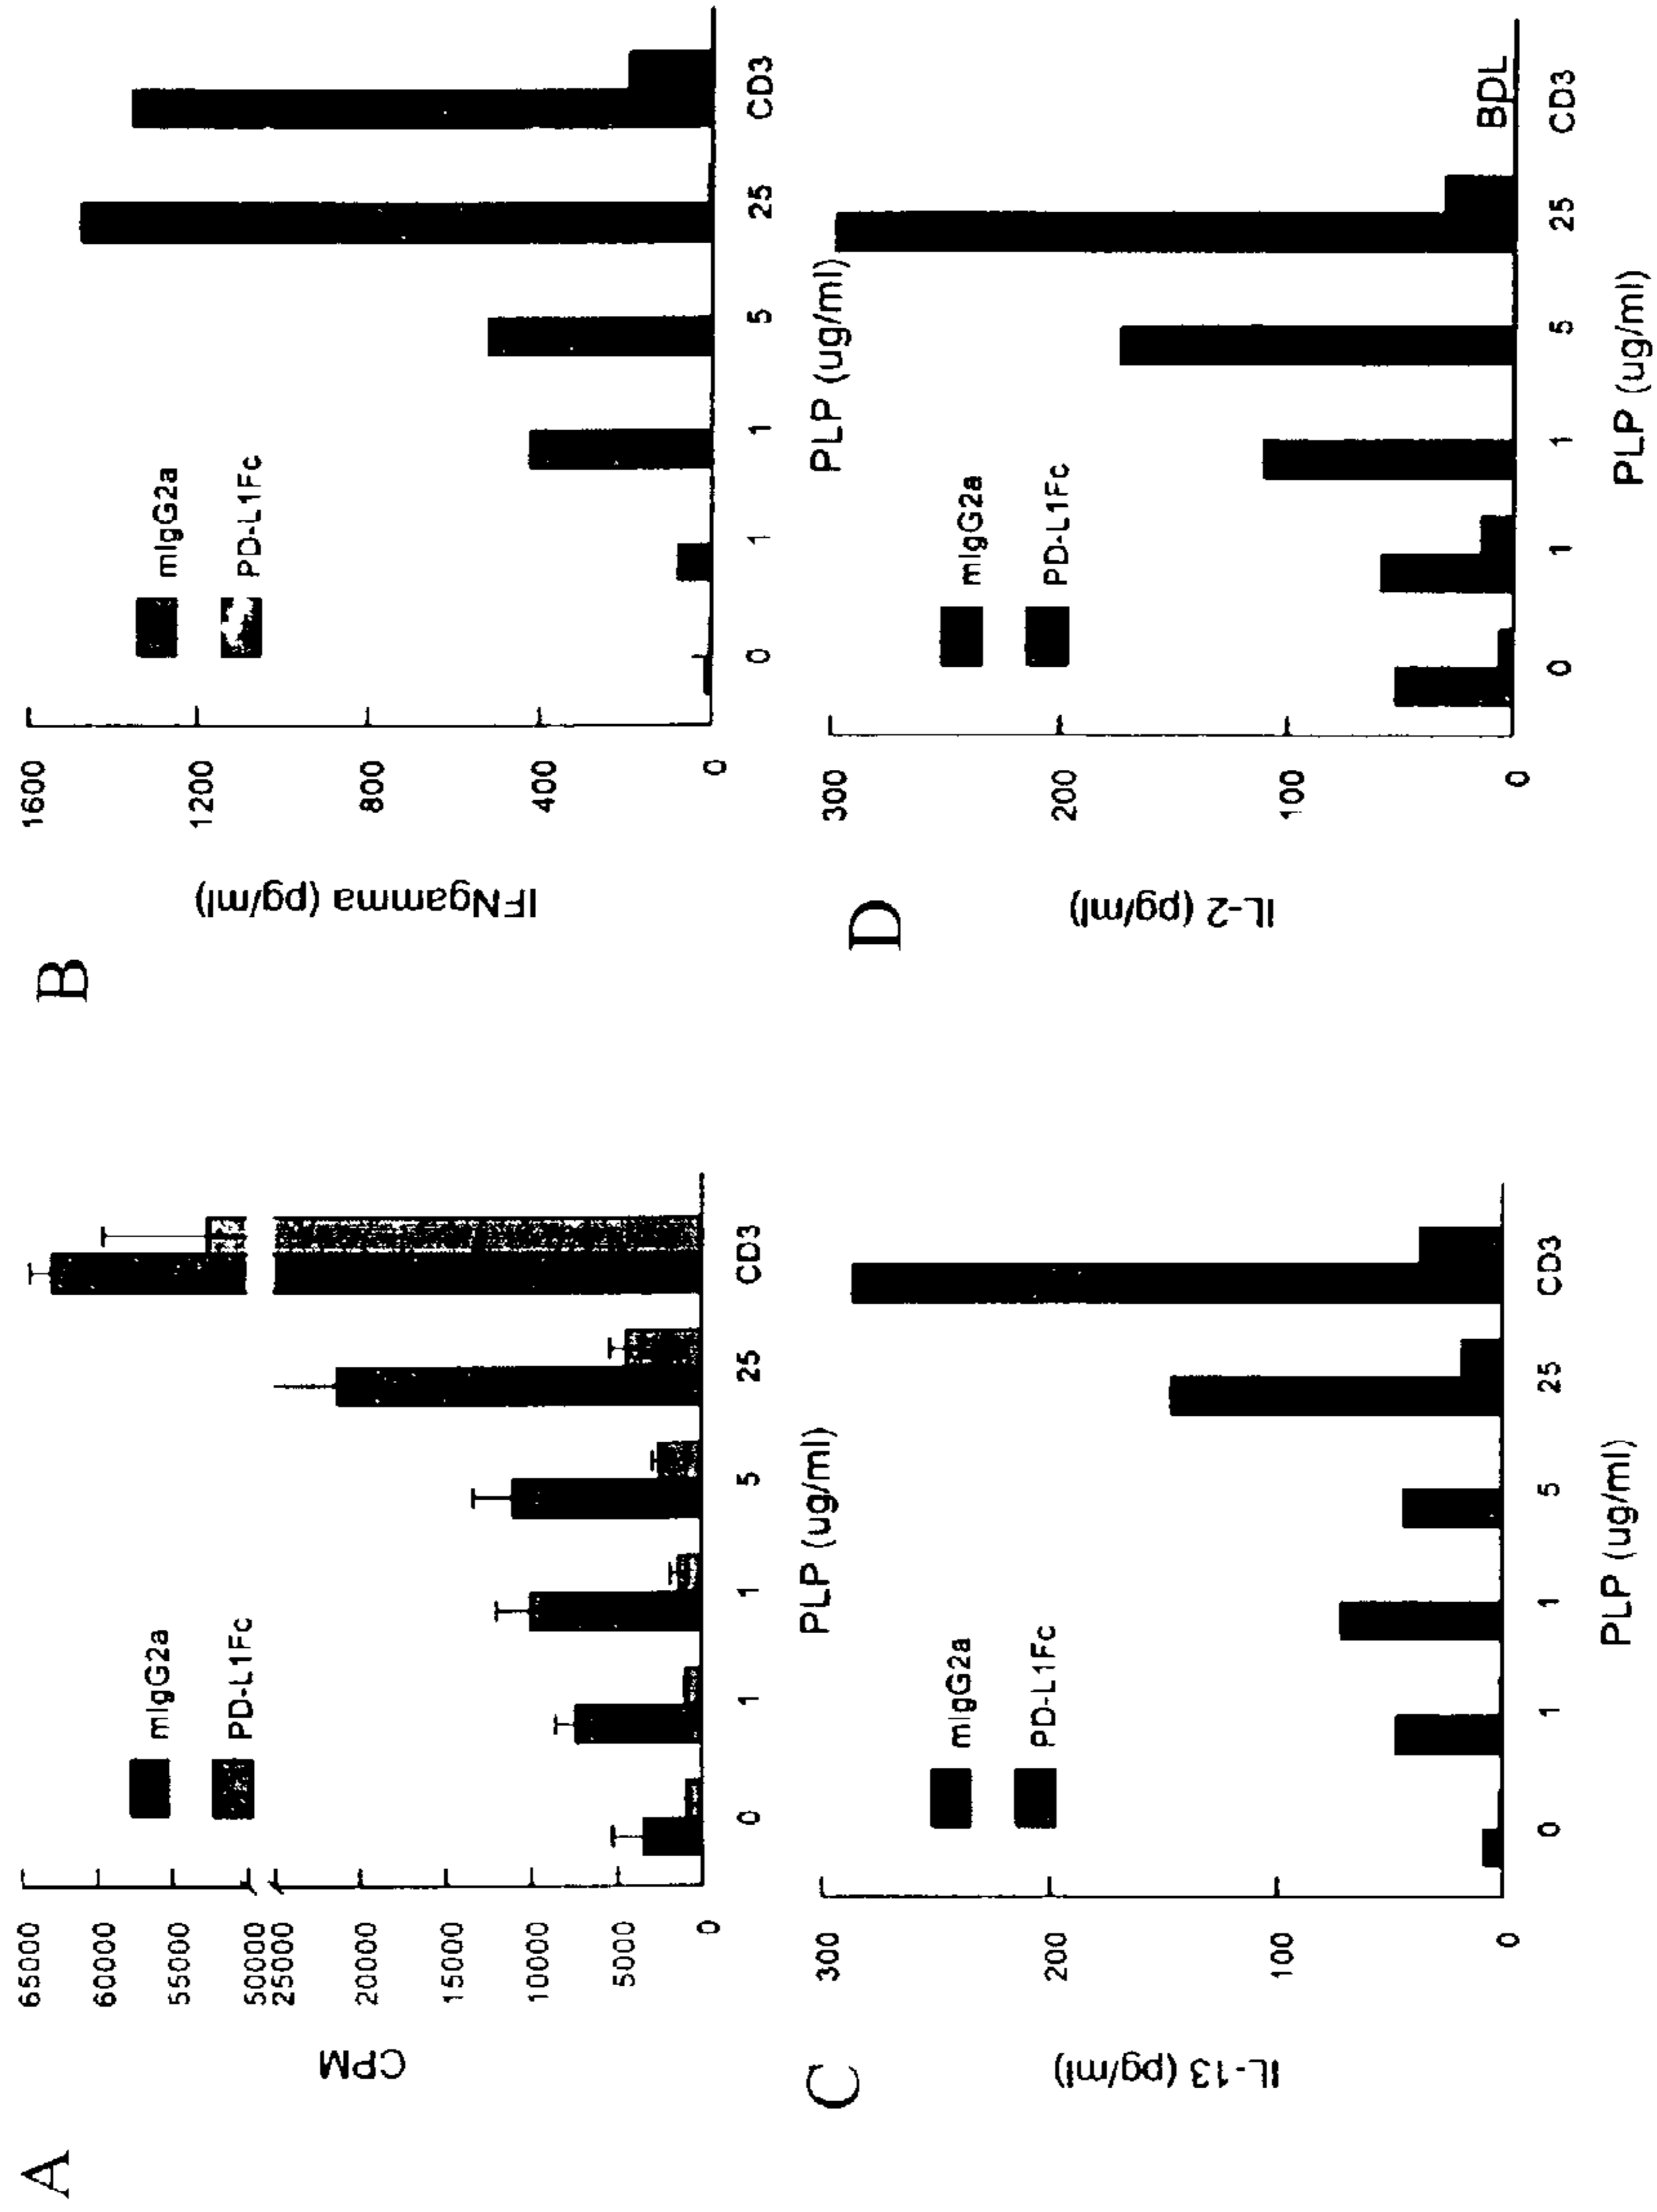 A
CPM
65000
60000
55000
50000
25000
20000
15000
10000
5000
0
mIgG2a
PD-L1Fc
0 1 1 5 25 CD3
PLP (ug/ml)
B
IFNgamma (pg/ml)
1600
1200
800
400
0
mIgG2a
PD-L1Fc
0 1 1 5 25 CD3
PLP (ug/ml)
C
IL-13 (pg/ml)
300
200
100
0
mIgG2a
PD-L1Fc
0 1 1 5 25 CD3
PLP (ug/ml)
D
IL-2 (pg/ml)
300
200
100
0
mIgG2a
PD-L1Fc
BDL
0 1 1 5 25 CD3
PLP (ug/ml)